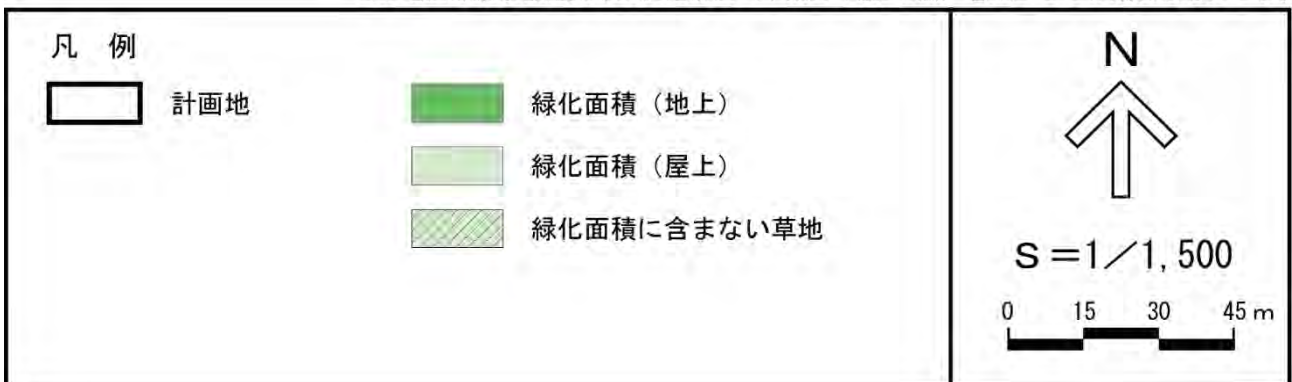 凡 例
計画地
緑化面積（地上）
緑化面積（屋上）
緑化面積に含まない草地
N
S＝1／1,500
0 15 30 45 m